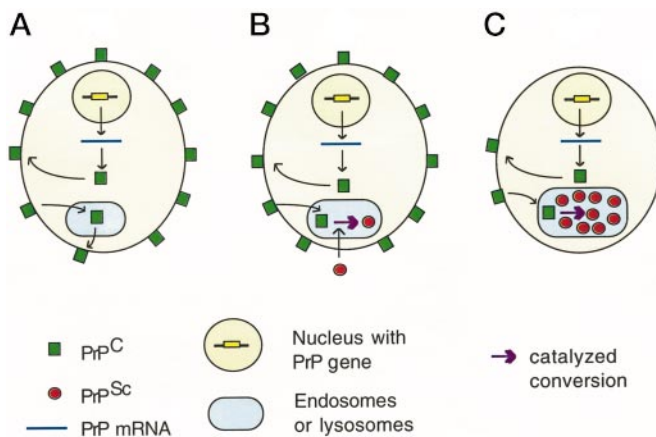 A
B
C
PrP^C
PrP^Sc
PrP mRNA
Nucleus with
PrP gene
Endosomes
or lysosomes
catalyzed
conversion